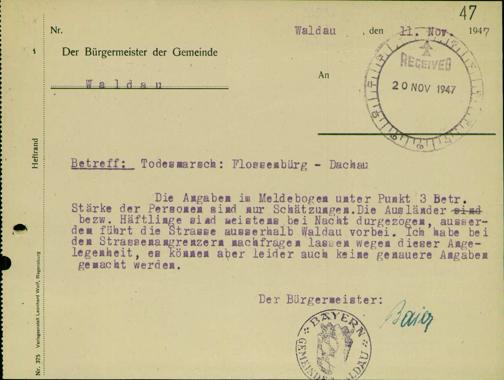 47
Nr.
Waldau , den 11. Nov. 1947
Der Bürgermeister der Gemeinde
Waldau
An
RECEIVED
20 NOV 1947
Heftrand
Betreff: Todesmarsch: Flossenbürg - Dachau
Die Angaben im Meldebogen unter Punkt 3 Betr.
Stärke der Personen sind nur Schätzungen.Die Ausländer sind
bezw. Häftlinge sind meistens bei Nacht durgezogen, ausser-
dem führt die Strasse ausserhalb Waldau vorbei. Ich habe bei
den Strassenangrenzern nachfragen lassen wegen dieser Ange-
legenheit, es können aber leider auch keine genauere Angaben
gemacht werden.
Der Bürgermeister:
Baier
BAYERN
GEMEINDE WALDAU
Nr. 375 Verlagsanstalt Leonhard Wolf, Regensburg